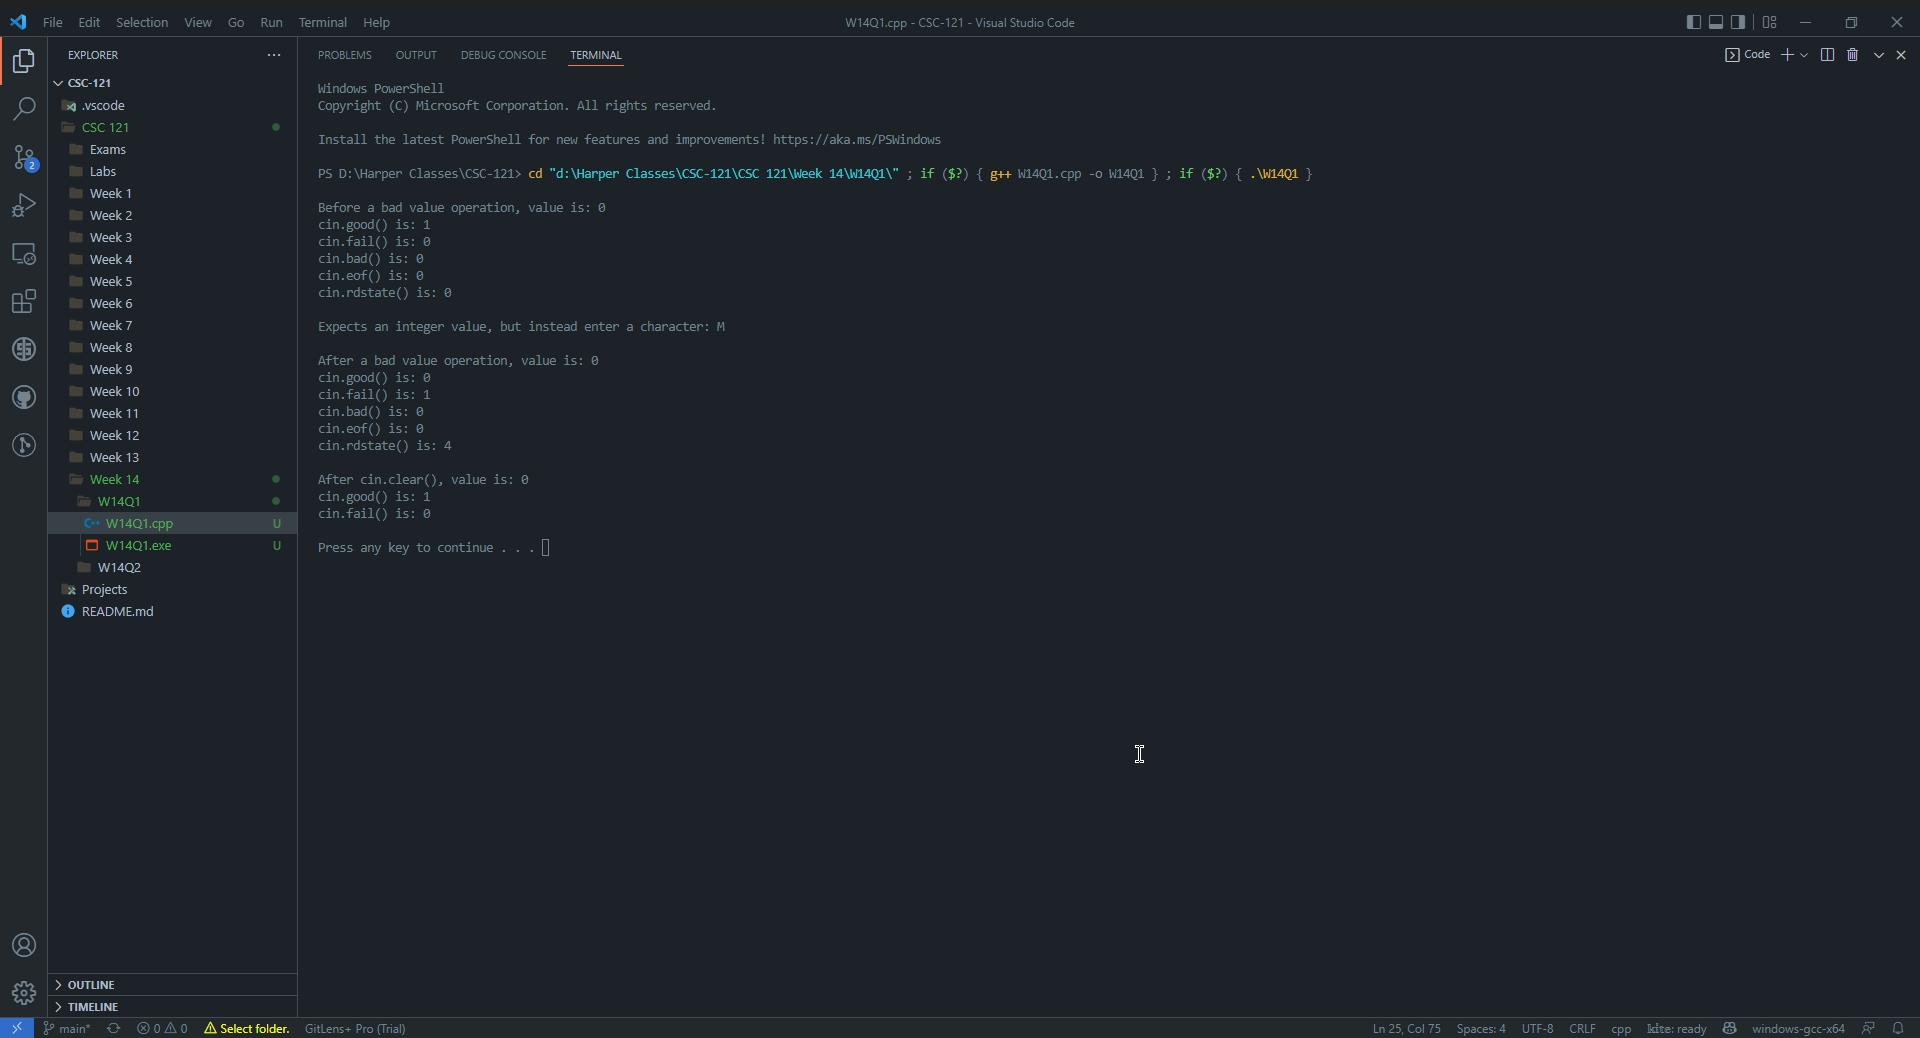 File Edit Selection View Go Run Terminal Help
W14Q1.cpp - CSC-121 - Visual Studio Code
EXPLORER
CSC-121
.vscode
CSC 121
Exams
Labs
Week 1
Week 2
Week 3
Week 4
Week 5
Week 6
Week 7
Week 8
Week 9
Week 10
Week 11
Week 12
Week 13
Week 14
W14Q1
W14Q1.cpp U
W14Q1.exe U
W14Q2
Projects
README.md
OUTLINE
TIMELINE
2
PROBLEMS OUTPUT DEBUG CONSOLE TERMINAL
Code
Windows PowerShell
Copyright (C) Microsoft Corporation. All rights reserved.
Install the latest PowerShell for new features and improvements! https://aka.ms/PSWindows
PS D:\Harper Classes\CSC-121> cd "d:\Harper Classes\CSC-121\CSC 121\Week 14\W14Q1\" ; if ($?) { g++ W14Q1.cpp -o W14Q1 } ; if ($?) { .\W14Q1 }
Before a bad value operation, value is: 0
cin.good() is: 1
cin.fail() is: 0
cin.bad() is: 0
cin.eof() is: 0
cin.rdstate() is: 0
Expects an integer value, but instead enter a character: M
After a bad value operation, value is: 0
cin.good() is: 0
cin.fail() is: 1
cin.bad() is: 0
cin.eof() is: 0
cin.rdstate() is: 4
After cin.clear(), value is: 0
cin.good() is: 1
cin.fail() is: 0
Press any key to continue . . .
main* 0 0 Select folder. GitLens+ Pro (Trial)
Ln 25, Col 75 Spaces: 4 UTF-8 CRLF cpp kite: ready windows-gcc-x64